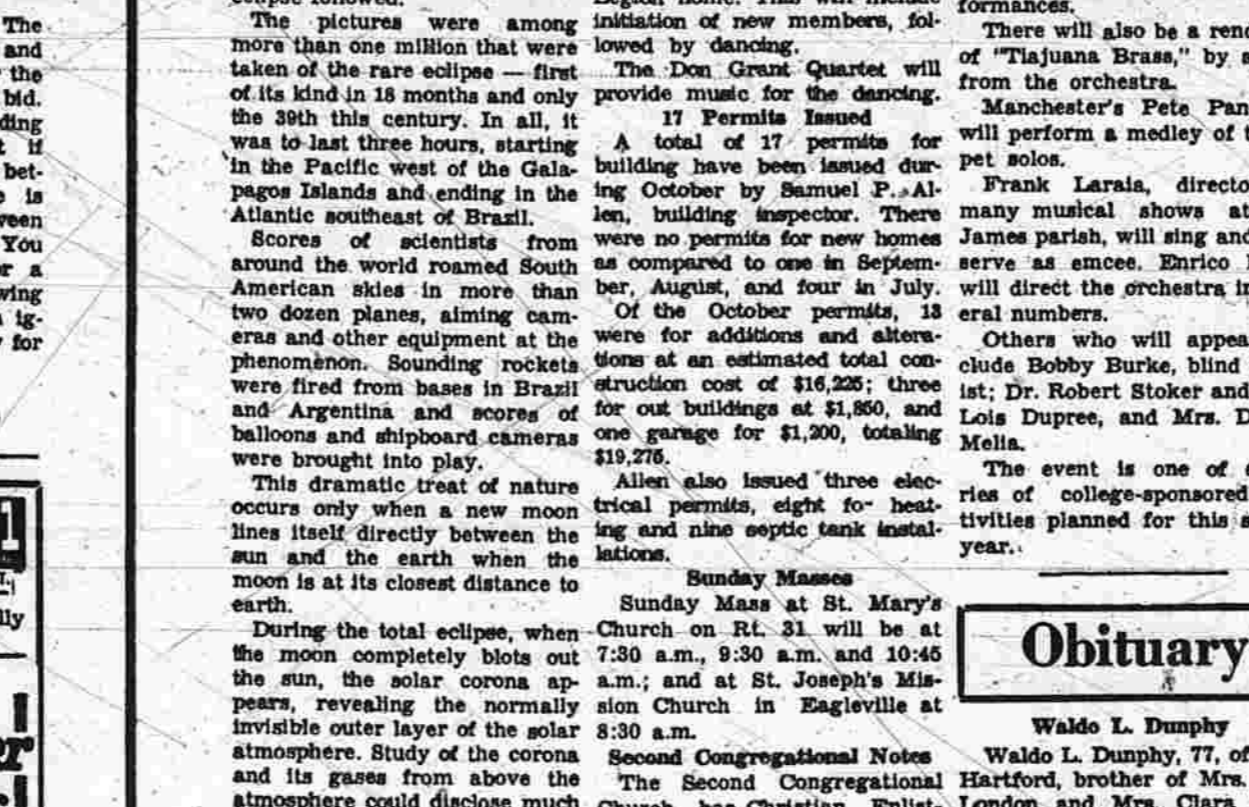 The
and
the
bid.
ding
if
bet-
is
ween
You
a
wing
ig-
for
lly
The pictures were among
more than one million that were
taken of the rare eclipse — first
of its kind in 18 months and only
the 39th this century. In all, it
was to last three hours, starting
in the Pacific west of the Gala-
pagos Islands and ending in the
Atlantic southeast of Brazil.
Scores of scientists from
around the world roamed South
American skies in more than
two dozen planes, aiming cam-
eras and other equipment at the
phenomenon. Sounding rockets
were fired from bases in Brazil
and Argentina and scores of
balloons and shipboard cameras
were brought into play.
This dramatic treat of nature
occurs only when a new moon
lines itself directly between the
sun and the earth when the
moon is at its closest distance to
earth.
During the total eclipse, when
the moon completely blots out
the sun, the solar corona ap-
pears, revealing the normally
invisible outer layer of the solar
atmosphere. Study of the corona
and its gases from above the
atmosphere could disclose much
initiation of new members, fol-
lowed by dancing.
The Don Grant Quartet will
provide music for the dancing.
17 Permits Issued
A total of 17 permits for
building have been issued dur-
ing October by Samuel P. Al-
len, building inspector. There
were no permits for new homes
as compared to one in Septem-
ber, August, and four in July.
Of the October permits, 13
were for additions and altera-
tions at an estimated total con-
struction cost of $16,225; three
for out buildings at $1,850, and
one garage for $1,200, totaling
$19,275.
Allen also issued three elec-
trical permits, eight for heat-
ing and nine septic tank instal-
lations.
Sunday Masses
Sunday Mass at St. Mary's
Church on Rt. 31 will be at
7:30 a.m., 9:30 a.m. and 10:45
a.m.; and at St. Joseph's Mis-
sion Church in Eagleville at
8:30 a.m.
Second Congregational Notes
The Second Congregational
Church has Christian Enlist-
formances.
There will also be a
of "Tiajuana Brass," by
from the orchestra.
Manchester's Pete
will perform a medley of
pet solos.
Frank Laraia,
many musical shows at
James parish, will sing and
serve as emcee. Enrico
will direct the orchestra
eral numbers.
Others who will
clude Bobby Burke, blind
ist; Dr. Robert Stoker and
Lois Dupree, and Mrs.
Melia.
The event is one of
ries of college-sponsored
tivities planned for this
year.
Obituary
Waldo L. Dunphy
Waldo L. Dunphy, 77, of
Hartford, brother of Mrs.
London and Mrs. Clara